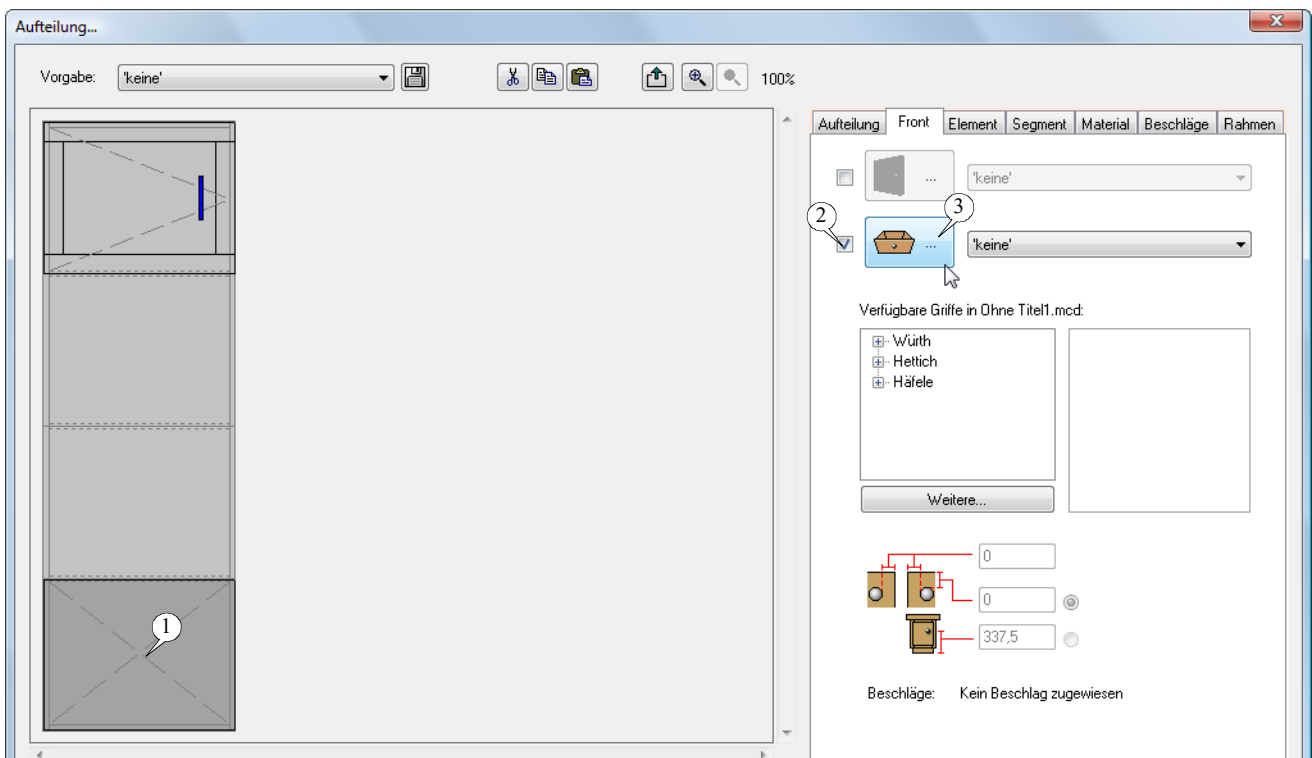 Aufteilung...
Vorgabe: 'keine' 100%
Aufteilung Front Element Segment Material Beschläge Rahmen
... 'keine'
2 3
... 'keine'
Verfügbare Griffe in Ohne Titel1.mcd:
Würth
Hettich
Häfele
Weitere...
0
0
1
337,5
Beschläge: Kein Beschlag zugewiesen